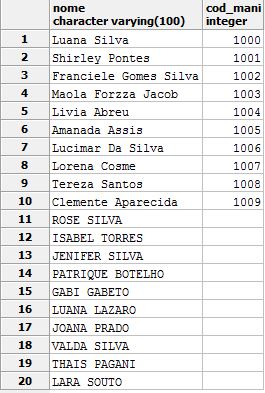 nome cod_mani
character varying(100) integer
1 Luana Silva 1000
2 Shirley Pontes 1001
3 Franciele Gomes Silva 1002
4 Maola Forzza Jacob 1003
5 Livia Abreu 1004
6 Amanada Assis 1005
7 Lucimar Da Silva 1006
8 Lorena Cosme 1007
9 Tereza Santos 1008
10 Clemente Aparecida 1009
11 ROSE SILVA
12 ISABEL TORRES
13 JENIFER SILVA
14 PATRIQUE BOTELHO
15 GABI GABETO
16 LUANA LAZARO
17 JOANA PRADO
18 VALDA SILVA
19 THAIS PAGANI
20 LARA SOUTO